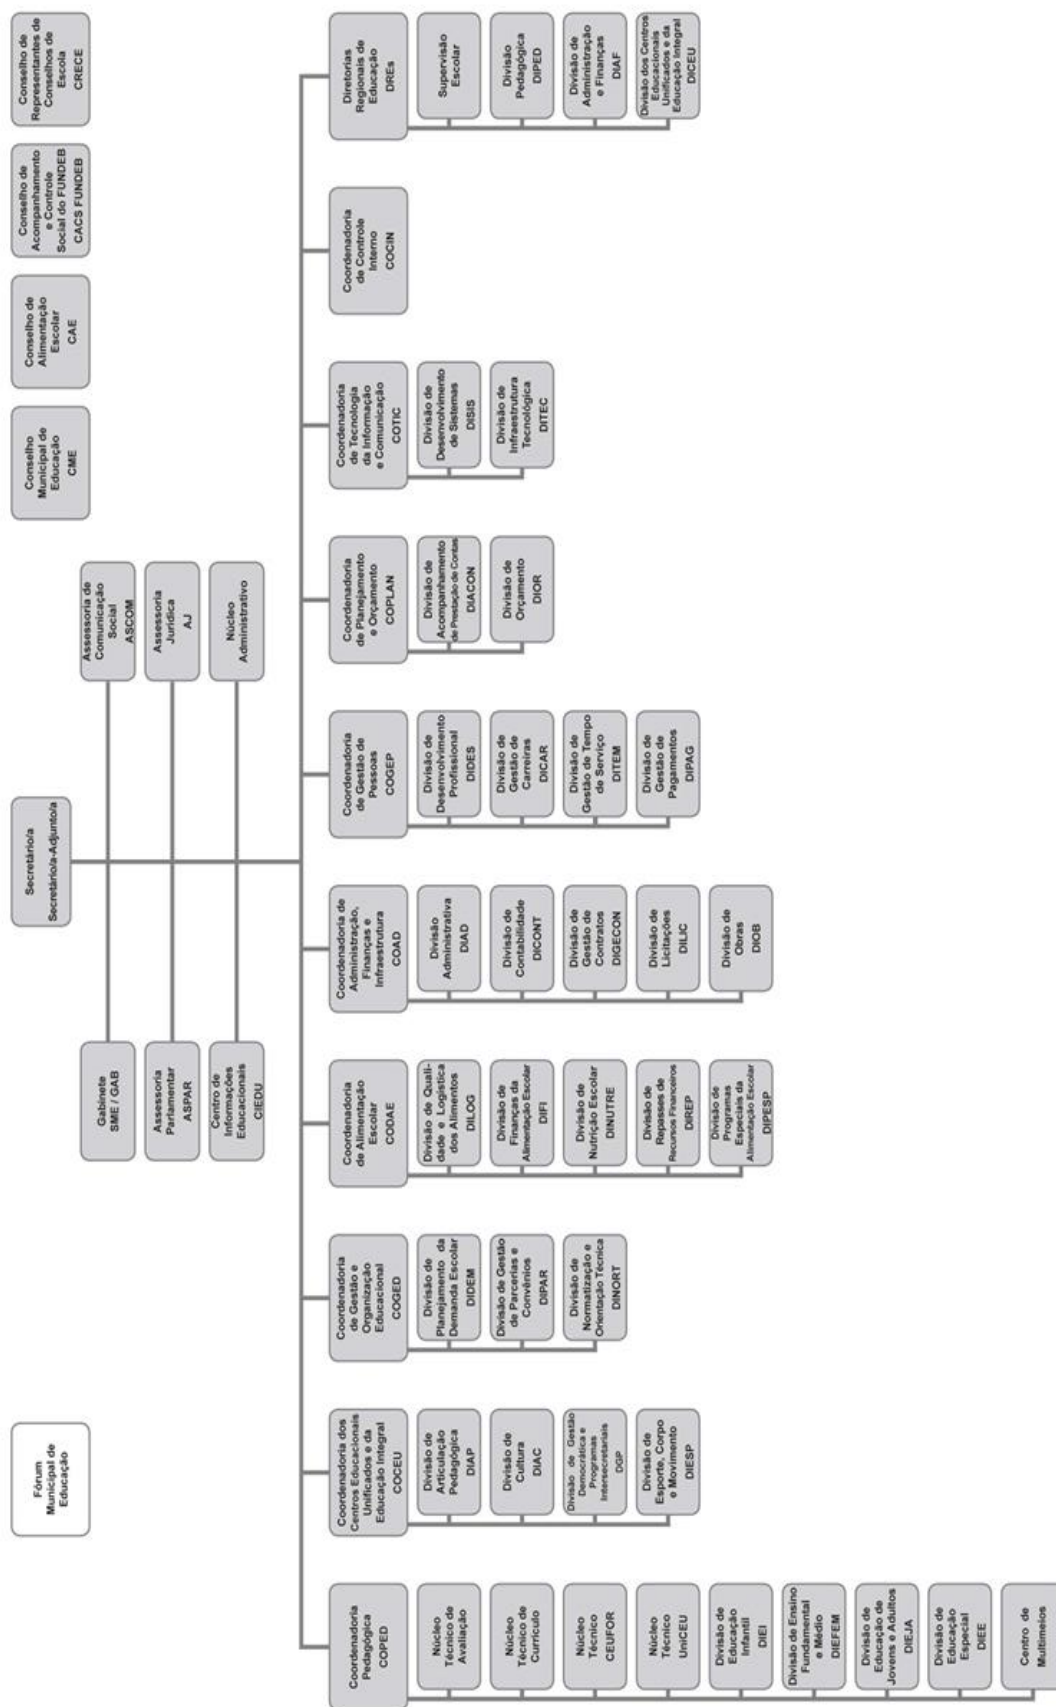 Fórum
Municipal de
Educação
Secretário/a
Secretário/a-Adjunto/a
Conselho
Municipal de
Educação
CME
Conselho de
Alimentação
Escolar
CAE
Conselho de
Acompanhamento
e Controle
Social do FUNDEB
CACS FUNDEB
Conselho de
Representantes de
Conselhos de
Escola
CRECE
Gabinete
SME / GAB
Assessoria de
Comunicação
Social
ASCOM
Assessoria
Parlamentar
ASPAR
Assessoria
Jurídica
AJ
Centro de
Informações
Educacionais
CIEDU
Núcleo
Administrativo
Coordenadoria
Pedagógica
COPED
Núcleo
Técnico de
Avaliação
Núcleo
Técnico de
Currículo
Núcleo
Técnico
CEUFOR
Núcleo
Técnico
UniCEU
Divisão de
Educação
Infantil
DIEI
Divisão de Ensino
Fundamental
e Médio
DIEFEM
Divisão de
Educação de
Jovens e Adultos
DIEJA
Divisão de
Educação
Especial
DIEE
Centro de
Multimeios
Coordenadoria dos
Centros Educacionais
Unificados e da
Educação Integral
COCEU
Divisão de
Articulação
Pedagógica
DIAP
Divisão de
Cultura
DIAC
Divisão de Gestão
Democrática e
Programas
Intersecretariais
DGP
Divisão de
Esporte, Corpo
e Movimento
DIESP
Coordenadoria
de Gestão e
Organização
Educacional
COGED
Divisão de
Planejamento da
Demanda Escolar
DIDEM
Divisão de Gestão
de Parcerias e
Convênios
DIPAR
Divisão de
Normatização e
Orientação Técnica
DINORT
Coordenadoria
de Alimentação
Escolar
CODAE
Divisão de Quali-
dade e Logística
dos Alimentos
DILOG
Divisão de
Finanças da
Alimentação Escolar
DIFI
Divisão de
Nutrição Escolar
DINUTRE
Divisão de
Repasses de
Recursos Financeiros
DIREP
Divisão de
Programas
Especiais da
Alimentação Escolar
DIPESP
Coordenadoria de
Administração,
Finanças e
Infraestrutura
COAD
Divisão
Administrativa
DIAD
Divisão de
Contabilidade
DICONT
Divisão de
Gestão de
Contratos
DIGECON
Divisão de
Licitações
DILIC
Divisão de
Obras
DIOB
Coordenadoria
de Gestão de
Pessoas
COGEP
Divisão de
Desenvolvimento
Profissional
DIDES
Divisão de
Gestão de
Carreiras
DICAR
Divisão de
Gestão de Tempo
de Serviço
DITEM
Divisão de
Gestão de
Pagamentos
DIPAG
Coordenadoria
de Planejamento
e Orçamento
COPLAN
Divisão de
Acompanhamento
de Prestação de Contas
DIACON
Divisão de
Orçamento
DIOR
Coordenadoria
de Tecnologia
da Informação
e Comunicação
COTIC
Divisão de
Desenvolvimento
de Sistemas
DISIS
Divisão de
Infraestrutura
Tecnológica
DITEC
Coordenadoria
de Controle
Interno
COCIN
Diretorias
Regionais de
Educação
DREs
Supervisão
Escolar
Divisão
Pedagógica
DIPED
Divisão de
Administração
e Finanças
DIAF
Divisão dos Centros
Educacionais
Unificados e da
Educação Integral
DICEU